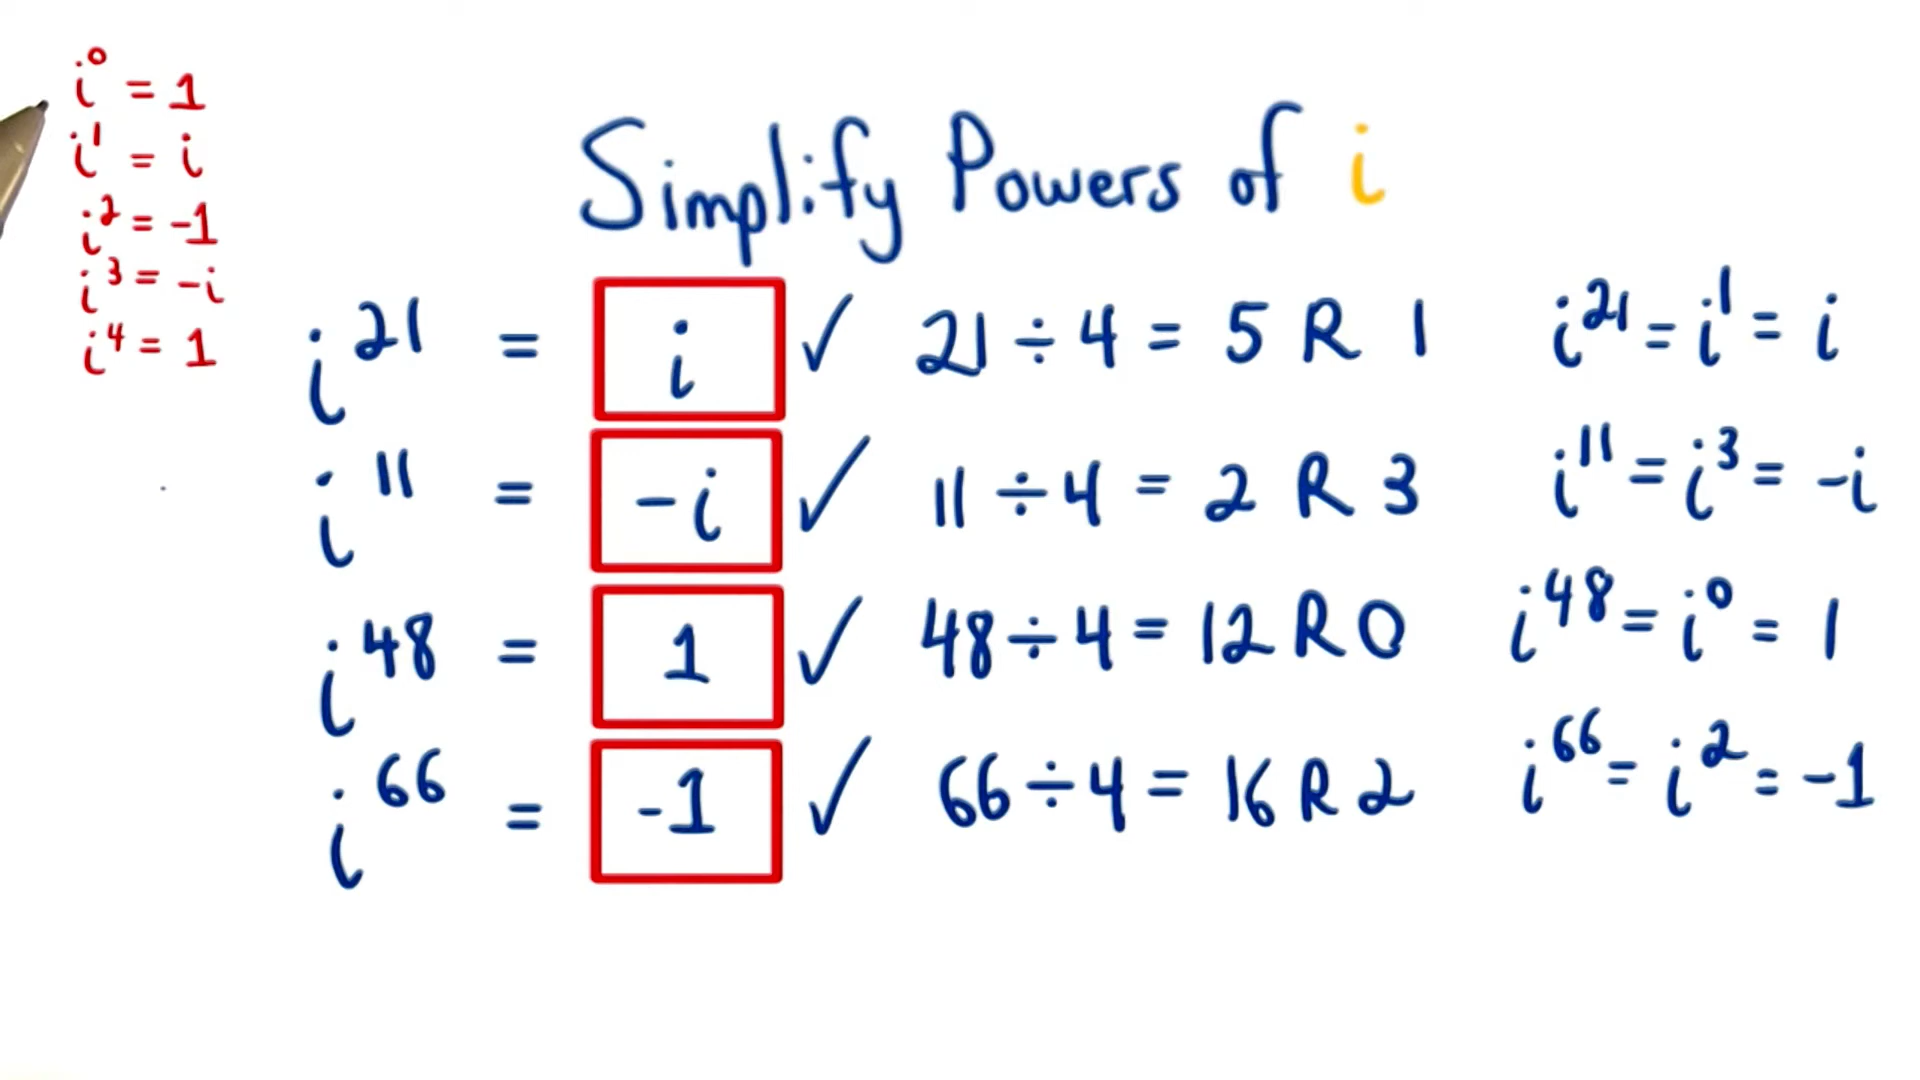 i⁰ = 1
i¹ = i
i² = -1
i³ = -i
i⁴ = 1
Simplify Powers of i
i²¹ = i ✓ 21 ÷ 4 = 5 R 1 i²¹ = i¹ = i
i¹¹ = -i ✓ 11 ÷ 4 = 2 R 3 i¹¹ = i³ = -i
i⁴⁸ = 1 ✓ 48 ÷ 4 = 12 R 0 i⁴⁸ = i⁰ = 1
i⁶⁶ = -1 ✓ 66 ÷ 4 = 16 R 2 i⁶⁶ = i² = -1